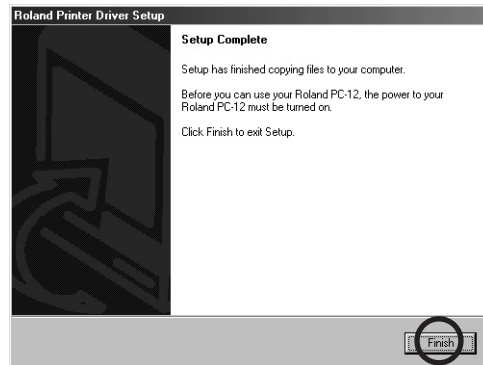 Roland Printer Driver Setup
Setup Complete
Setup has finished copying files to your computer.
Before you can use your Roland PC-12, the power to your
Roland PC-12 must be turned on.
Click Finish to exit Setup.
Finish